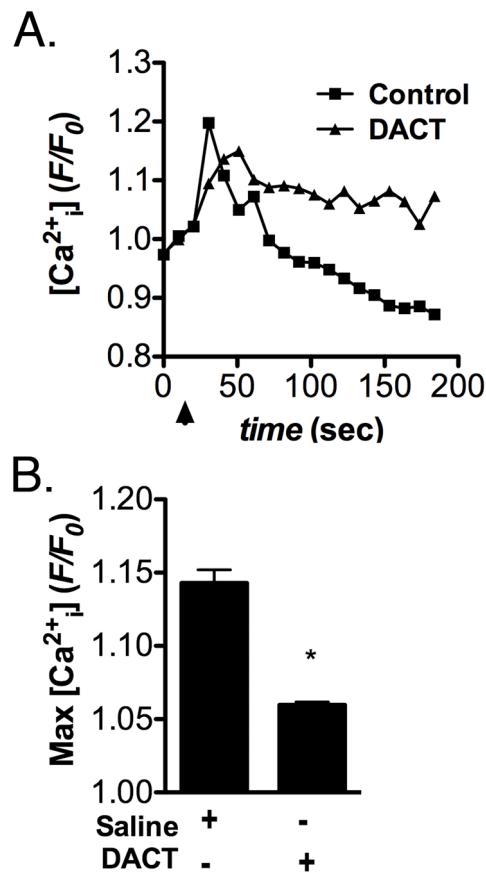 A.
[Ca2+i] (F/F0)
1.3
1.2
1.1
1.0
0.9
0.8
Control
DACT
0 50 100 150 200
time (sec)
B.
Max [Ca2+i] (F/F0)
1.20
1.15
1.10
1.05
1.00
*
Saline + -
DACT - +